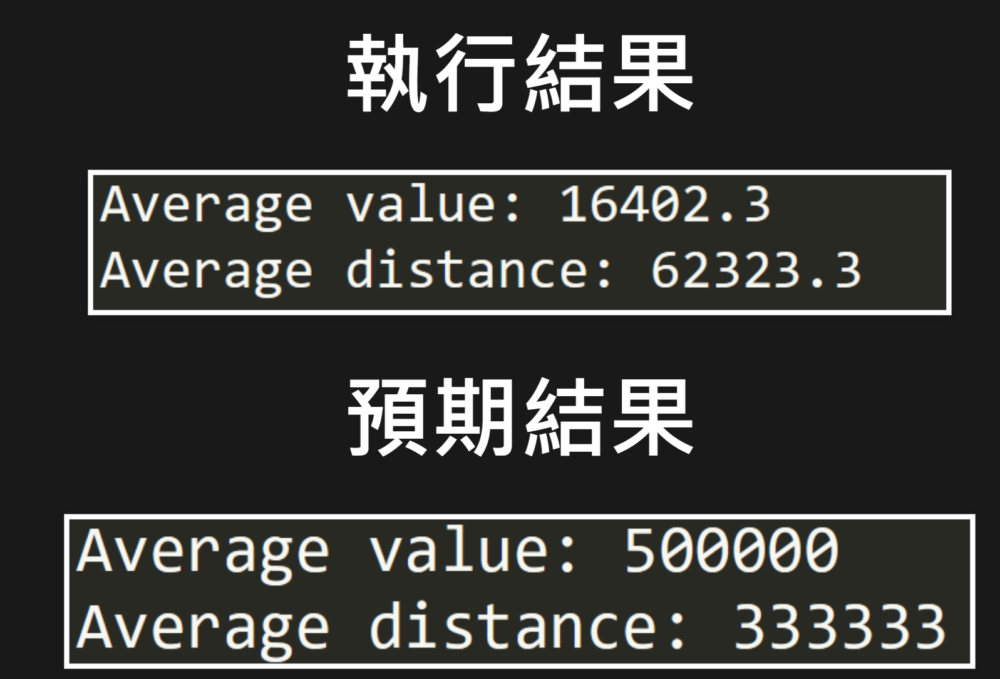 執行結果
Average value: 16402.3
Average distance: 62323.3
預期結果
Average value: 500000
Average distance: 333333